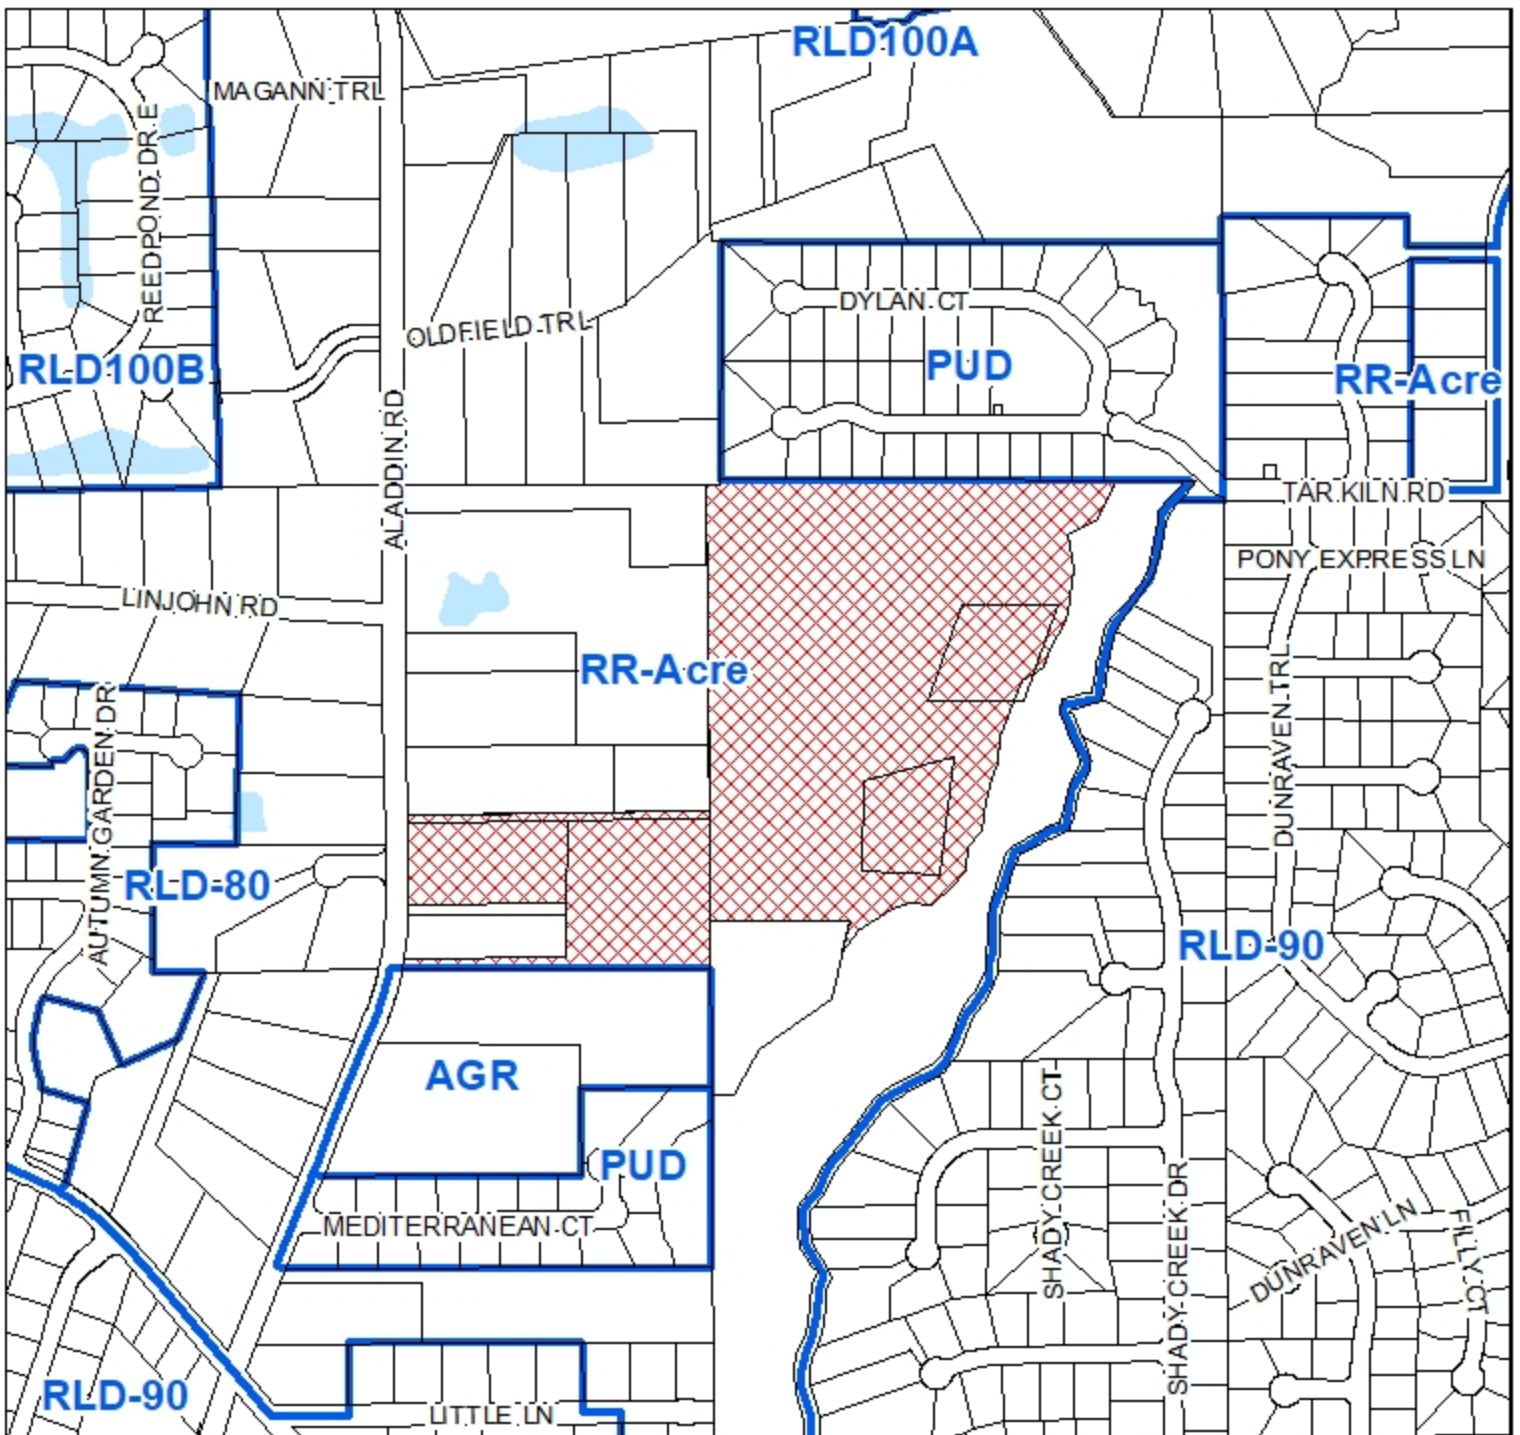 RLD100A
MAGANN TRL
REEDPOND DR E
DYLAN CT
OLDFIELD TRL
PUD
RLD100B
RR-Acre
ALADDIN RD
TAR KILN RD
PONY EXPRESS LN
LINJOHN RD
RR-Acre
AUTUMN GARDEN DR
DUNRAVEN TRL
RLD-80
RLD-90
AGR
SHADY CREEK CT
PUD
MEDITERRANEAN CT
SHADY CREEK DR
DUNRAVEN LN
FILLY CT
RLD-90
LITTLE LN